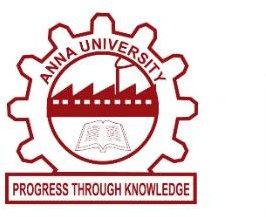 ANNA UNIVERSITY
PROGRESS THROUGH KNOWLEDGE